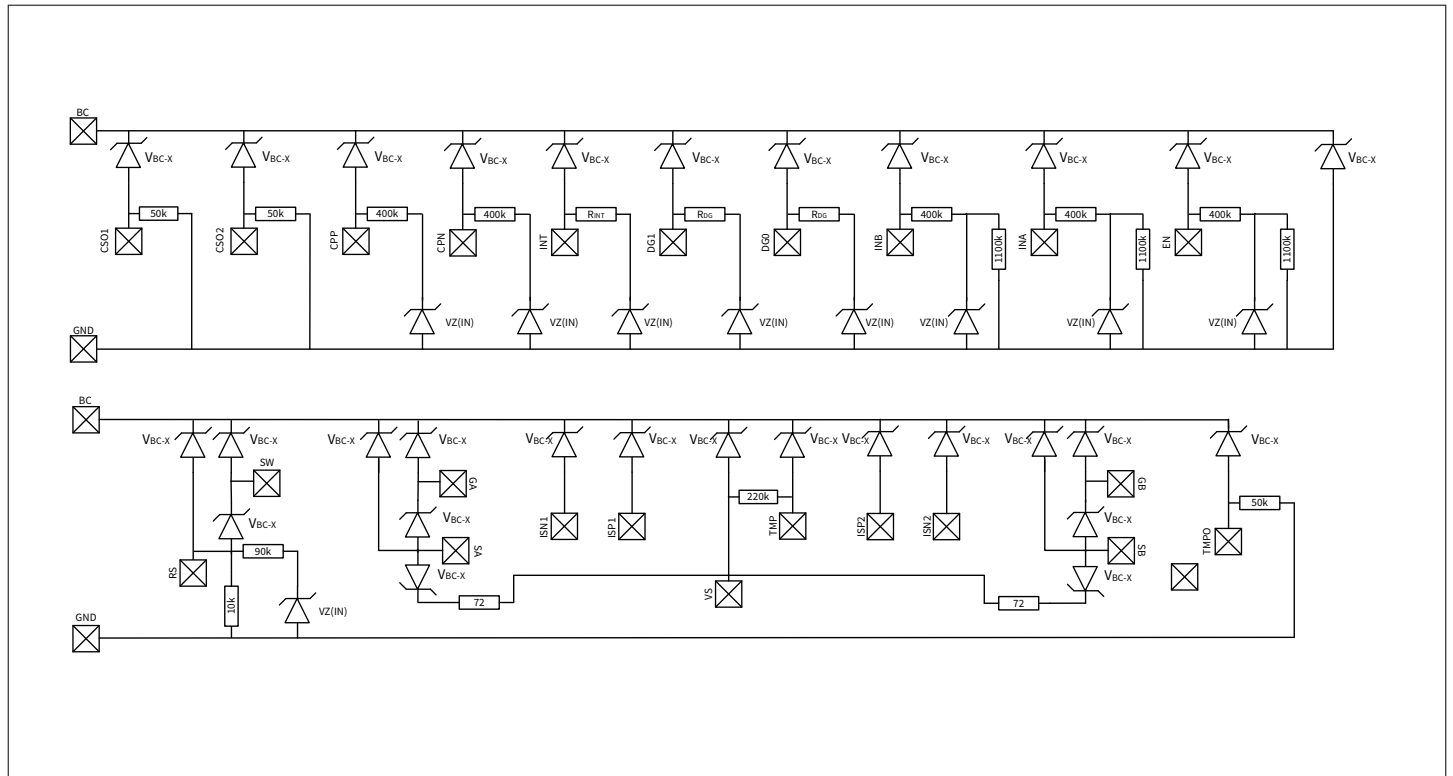 BC
VBC-X VBC-X VBC-X VBC-X VBC-X VBC-X VBC-X VBC-X VBC-X VBC-X VBC-X
50k 50k 400k 400k RINT RDG RDG 400k 400k 400k
CSO1 CSO2 CPP CPN INT DG1 DG0 INB 1100k INA 1100k EN 1100k
VZ(IN) VZ(IN) VZ(IN) VZ(IN) VZ(IN) VZ(IN) VZ(IN) VZ(IN)
GND
BC
VBC-X VBC-X VBC-X VBC-X VBC-X VBC-X VBC-X VBC-X VBC-X VBC-X VBC-X VBC-X VBC-X
SW GA GB
220k 50k
VBC-X VBC-X VBC-X
ISN1 ISP1 TMP ISP2 ISN2 TMPO
90k SA SB
RS VBC-X VBC-X
10k 72 VS 72
VZ(IN)
GND